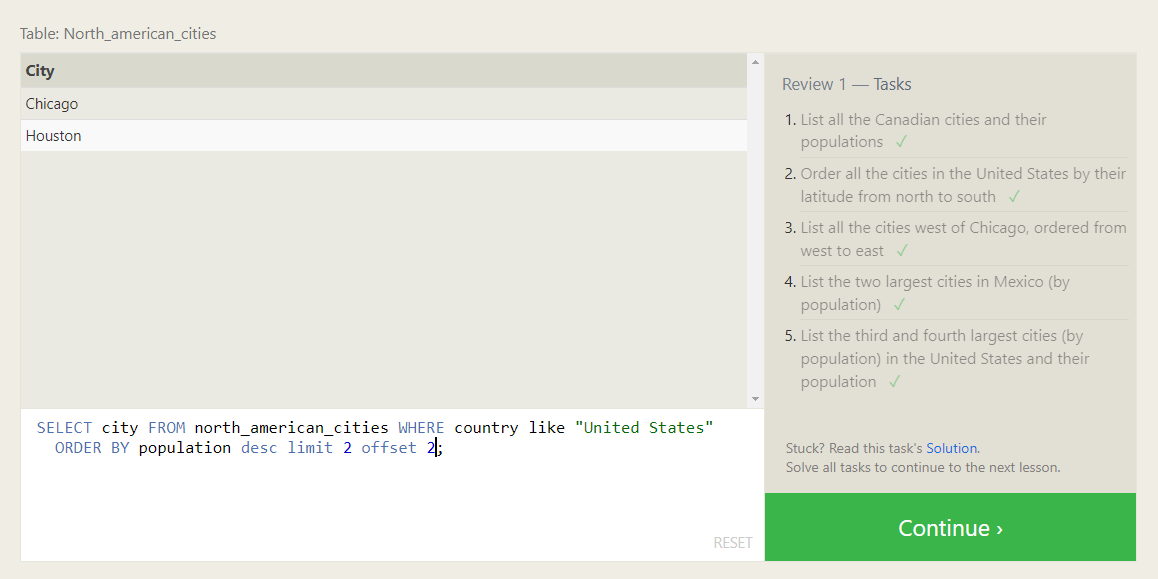 Table: North_american_cities
City
Chicago
Houston
SELECT city FROM north_american_cities WHERE country like "United States"
ORDER BY population desc limit 2 offset 2;
RESET
Review 1 — Tasks
1. List all the Canadian cities and their
populations ✓
2. Order all the cities in the United States by their
latitude from north to south ✓
3. List all the cities west of Chicago, ordered from
west to east ✓
4. List the two largest cities in Mexico (by
population) ✓
5. List the third and fourth largest cities (by
population) in the United States and their
population ✓
Stuck? Read this task's Solution.
Solve all tasks to continue to the next lesson.
Continue ›